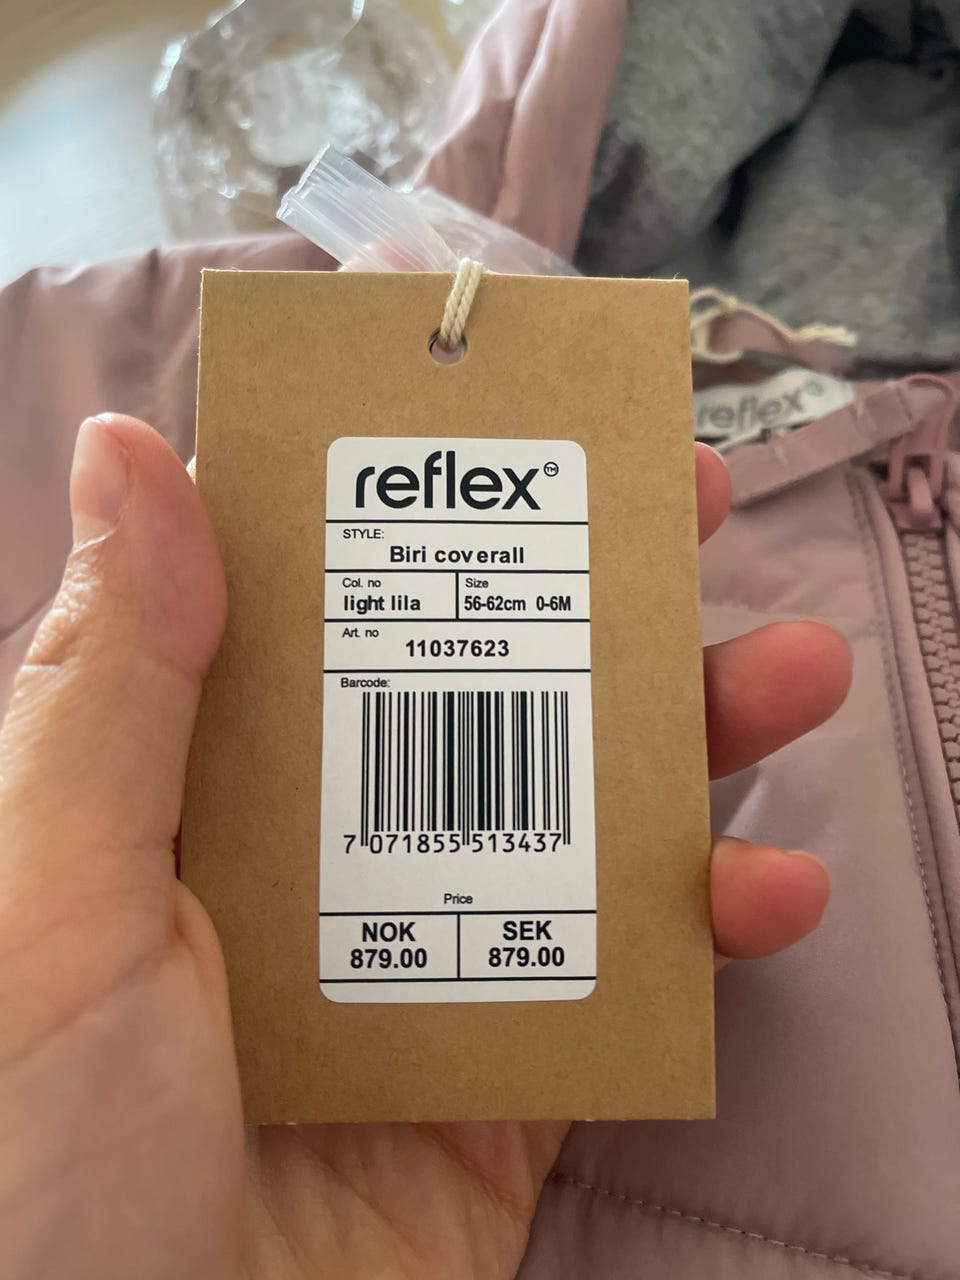 reflex™
STYLE:
Biri coverall
Col. no
light lila
Size
56-62cm 0-6M
Art. no
11037623
Barcode:
7 071855 513437
Price
NOK
879.00
SEK
879.00
reflex